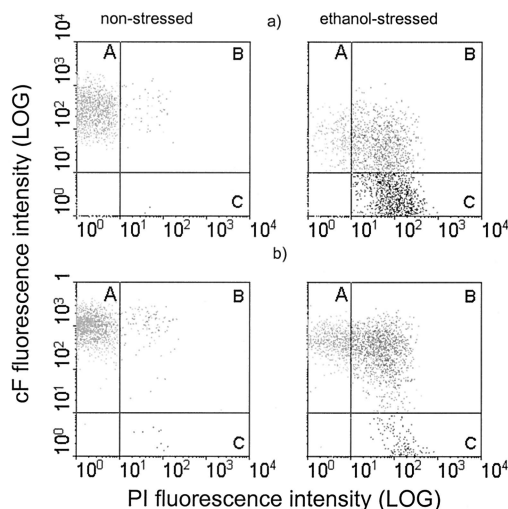 non-stressed a) ethanol-stressed
cF fluorescence intensity (LOG)
10⁴
10³
10²
10¹
10⁰
A B
C
A B
C
10⁰ 10¹ 10² 10³ 10⁴
10⁰ 10¹ 10² 10³ 10⁴
b)
1
10³
10²
10¹
10⁰
A B
C
A B
C
10⁰ 10¹ 10² 10³ 10⁴
10⁰ 10¹ 10² 10³ 10⁴
PI fluorescence intensity (LOG)